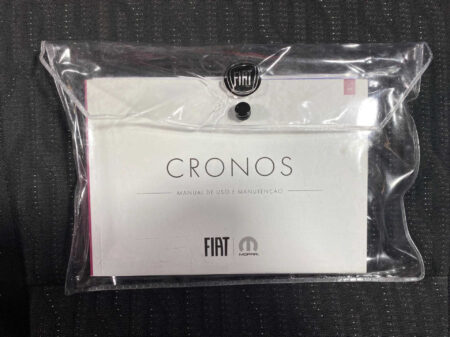 FIAT
CRONOS
MANUAL DE USO E MANUTENÇÃO
FIAT
MOPAR